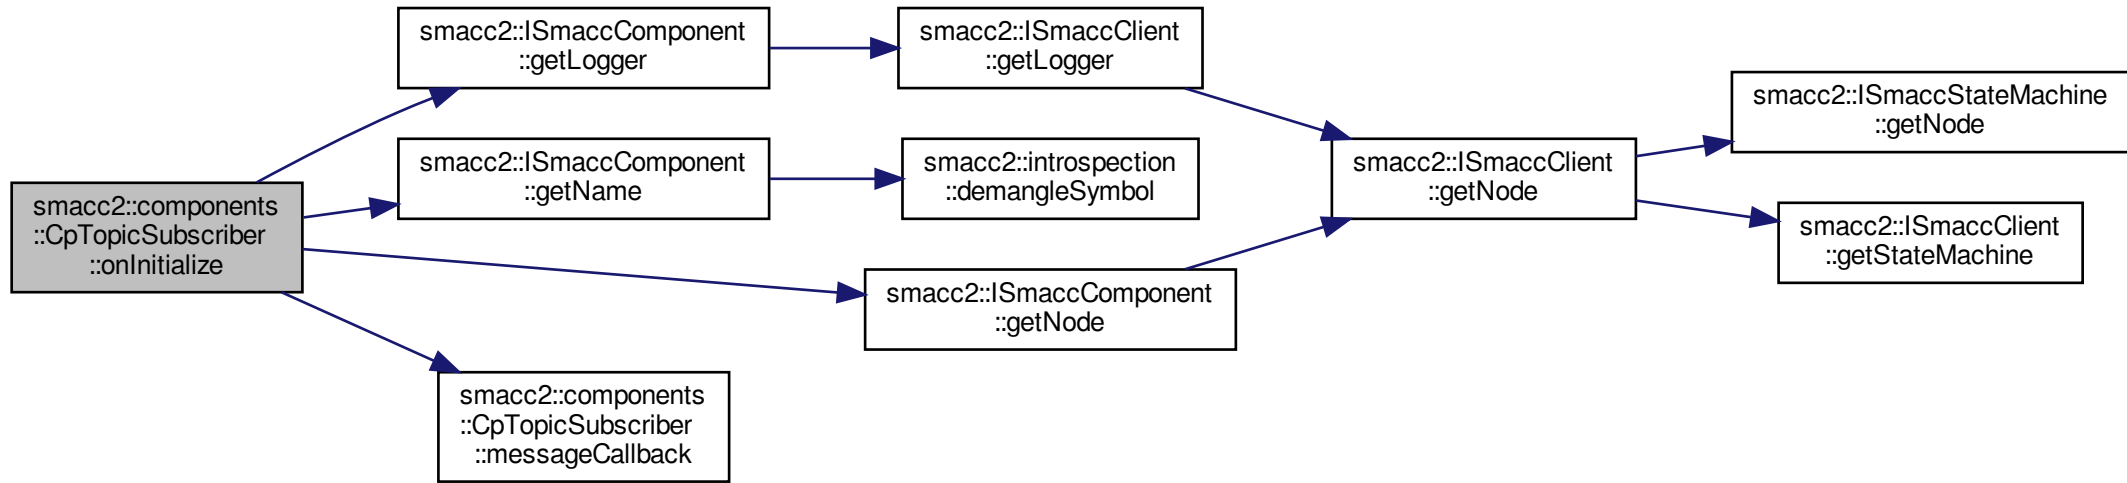 smacc2::components
::CpTopicSubscriber
::onInitialize
smacc2::ISmaccComponent
::getLogger
smacc2::ISmaccClient
::getLogger
smacc2::ISmaccComponent
::getName
smacc2::introspection
::demangleSymbol
smacc2::ISmaccComponent
::getNode
smacc2::components
::CpTopicSubscriber
::messageCallback
smacc2::ISmaccClient
::getNode
smacc2::ISmaccStateMachine
::getNode
smacc2::ISmaccClient
::getStateMachine